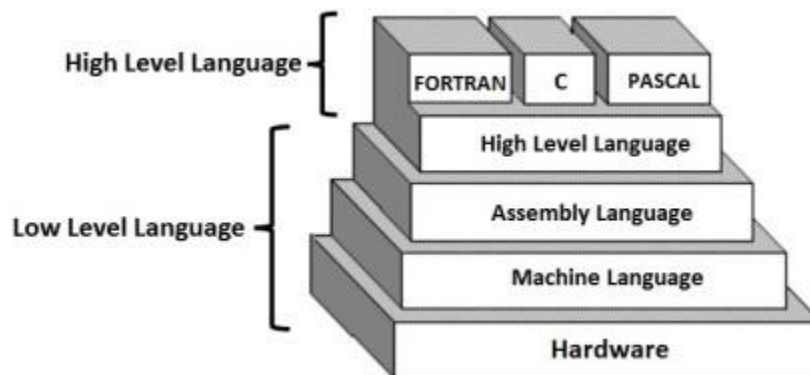 High Level Language
FORTRAN C PASCAL
High Level Language
Low Level Language
Assembly Language
Machine Language
Hardware